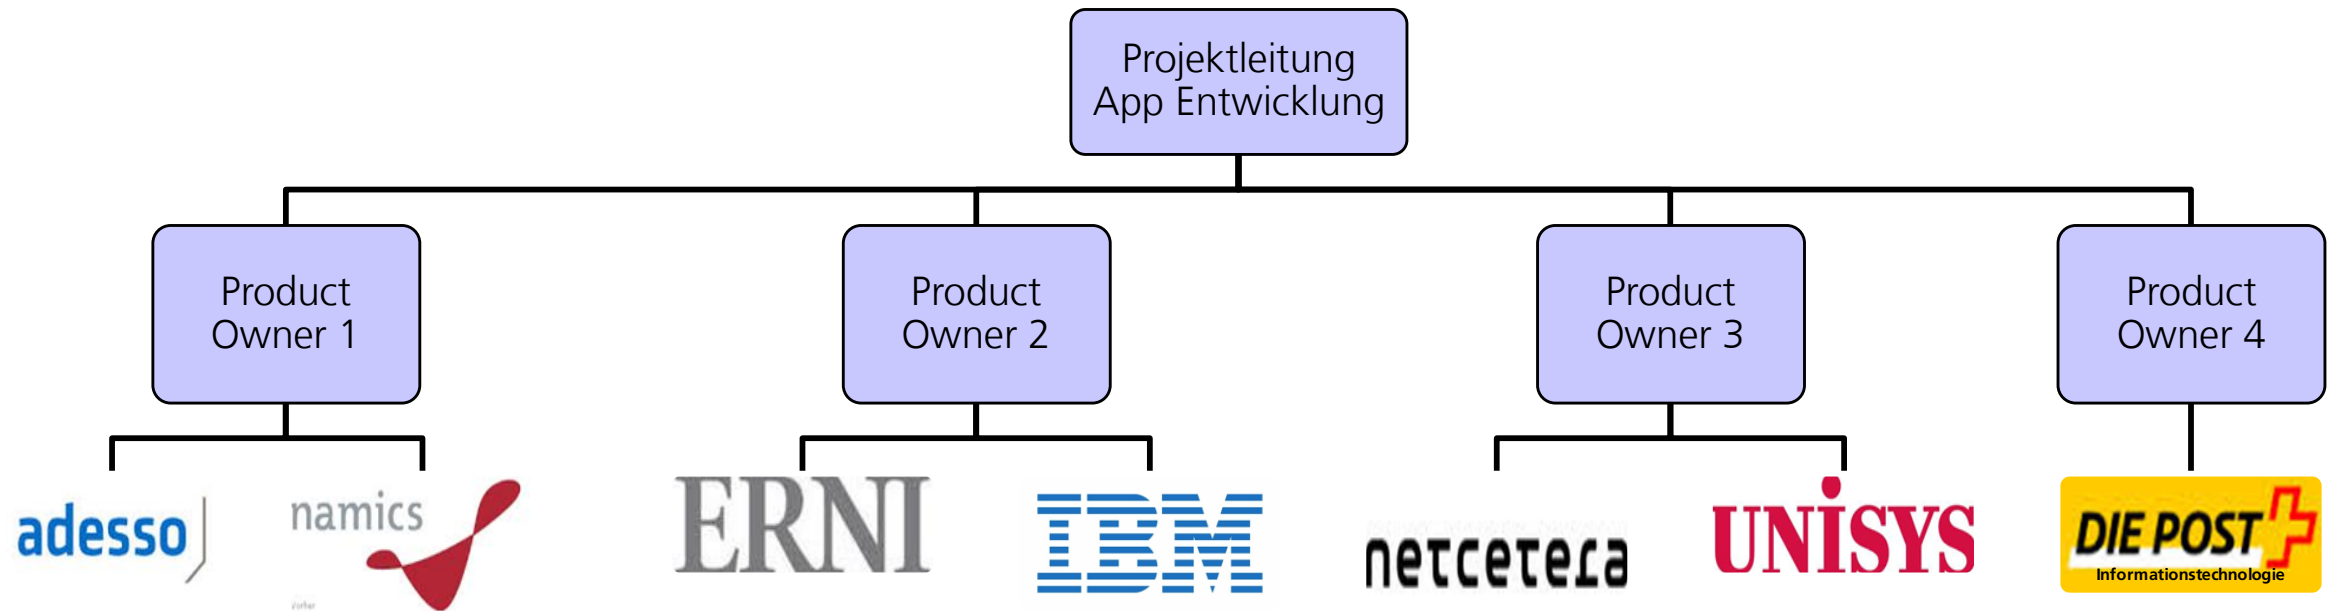 Projektleitung
App Entwicklung
Product
Owner 1
Product
Owner 2
Product
Owner 3
Product
Owner 4
adesso
namics
ERNI
IBM
netcetera
UNISYS
DIE POST
Informationstechnologie